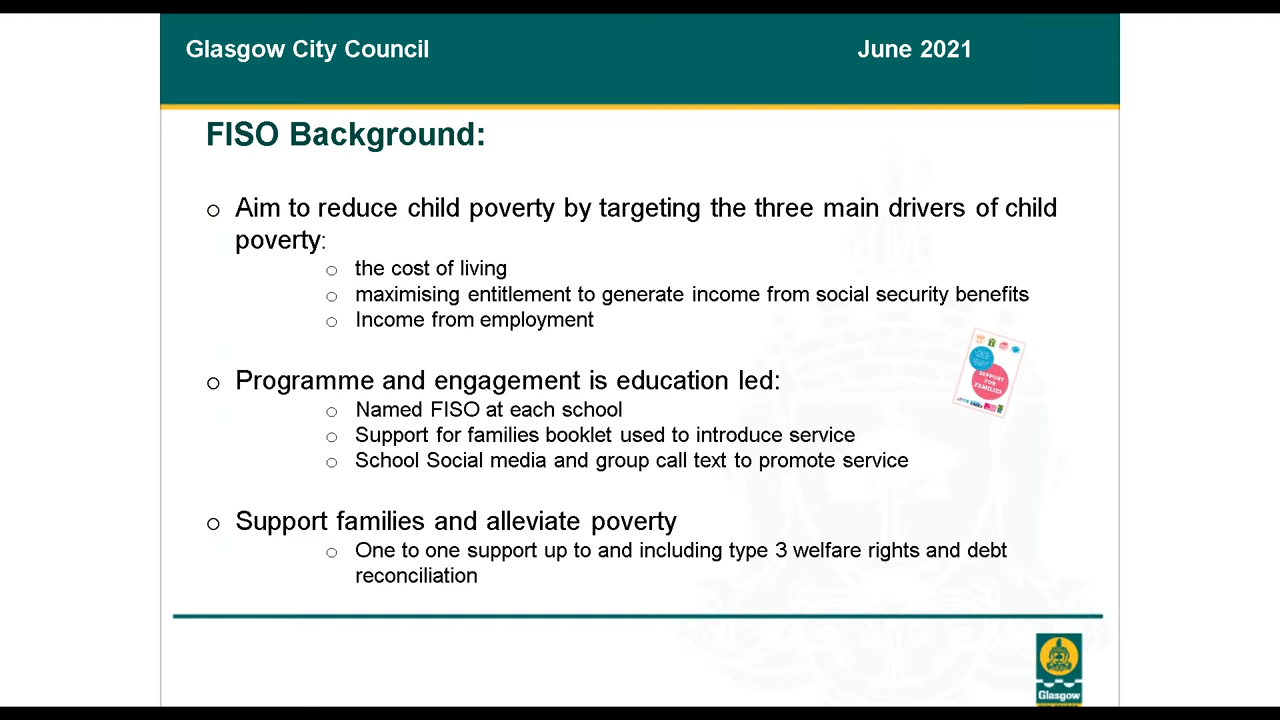 Glasgow City Council June 2021
FISO Background:
o Aim to reduce child poverty by targeting the three main drivers of child
poverty:
o the cost of living
o maximising entitlement to generate income from social security benefits
o Income from employment
SUPPORT
FOR
FAMILIES
o Programme and engagement is education led:
o Named FISO at each school
o Support for families booklet used to introduce service
o School Social media and group call text to promote service
o Support families and alleviate poverty
o One to one support up to and including type 3 welfare rights and debt
reconciliation
Glasgow